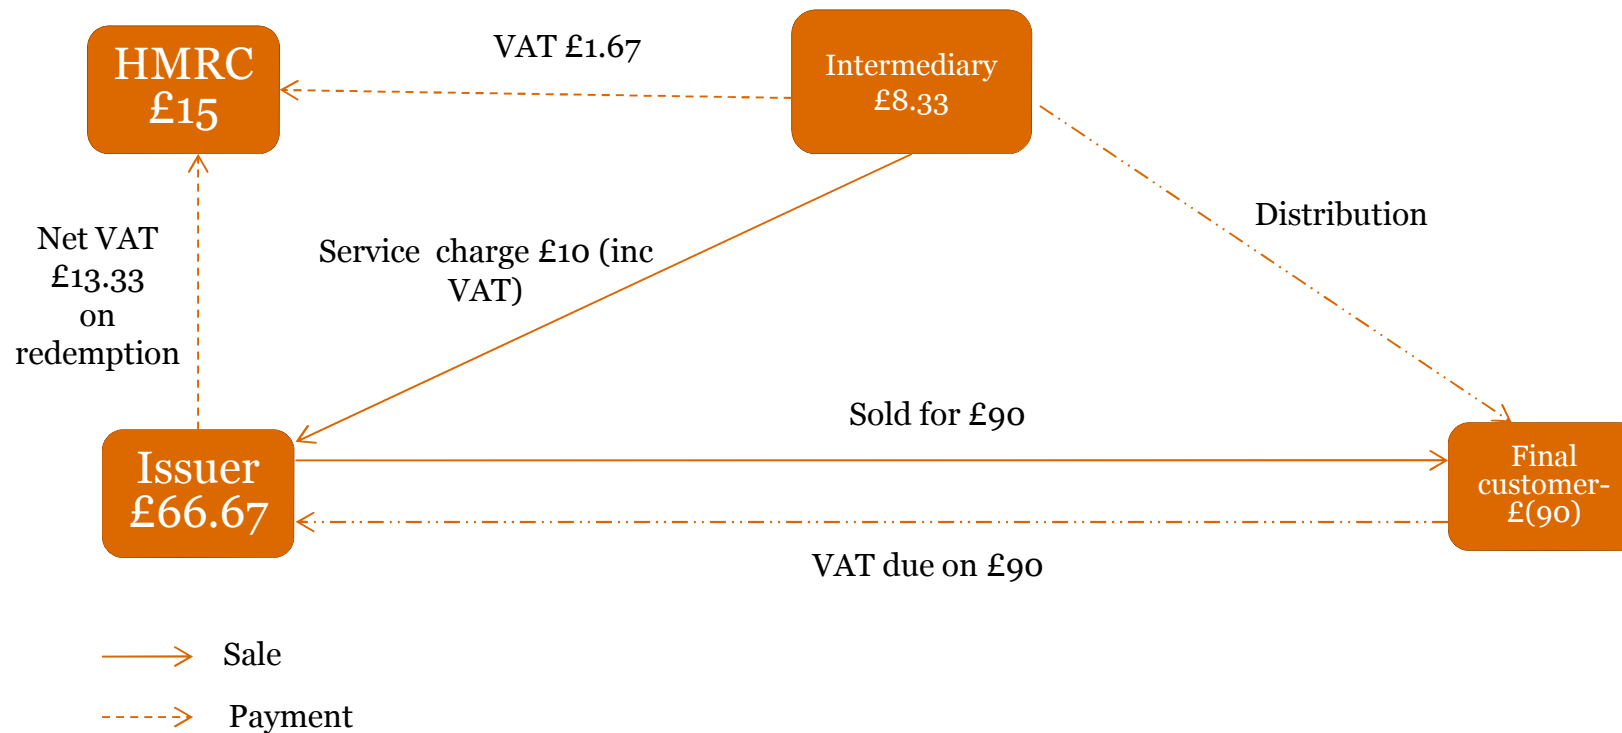 HMRC
£15
VAT £1.67
Intermediary
£8.33
Net VAT
£13.33
on
redemption
Service  charge £10 (inc
VAT)
Distribution
Sold for £90
Issuer
£66.67
Final
customer-
£(90)
VAT due on £90
Sale
Payment